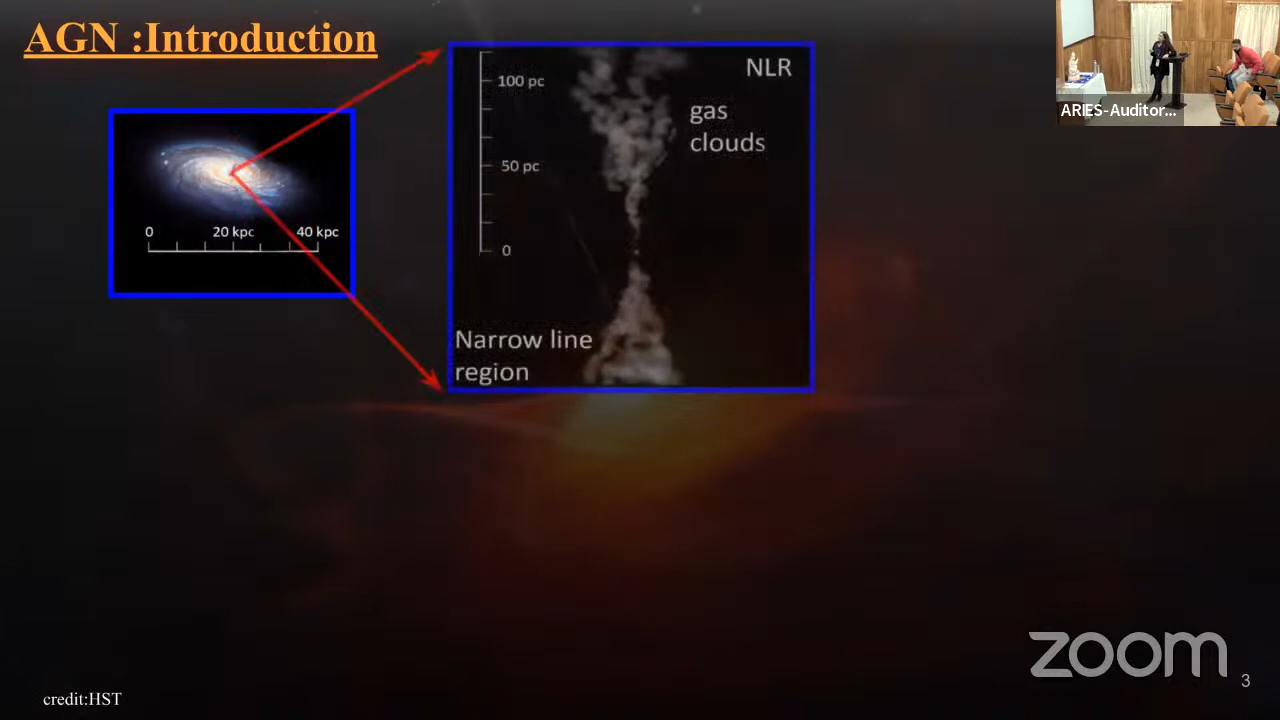 AGN :Introduction
0
20 kpc
40 kpc
100 pc
50 pc
0
NLR
gas
clouds
Narrow line
region
ARIES-Auditor...
credit:HST
zoom
3